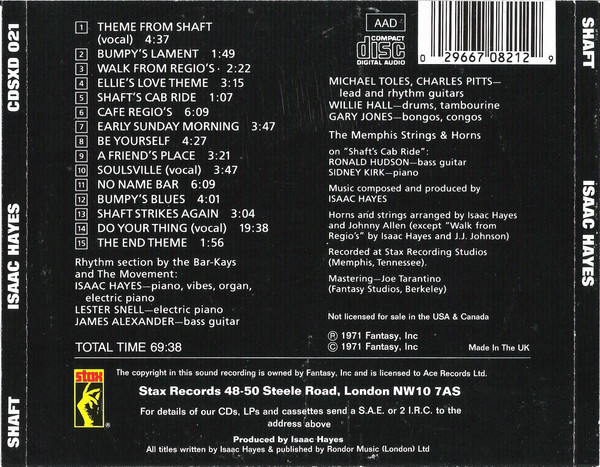 CDSXD 021
ISAAC HAYES
SHAFT
1 THEME FROM SHAFT
(vocal) 4:37
2 BUMPY'S LAMENT 1:49
3 WALK FROM REGIO'S · 2:22
4 ELLIE'S LOVE THEME 3:15
5 SHAFT'S CAB RIDE 1:07
6 CAFE REGIO'S 6:09
7 EARLY SUNDAY MORNING 3:47
8 BE YOURSELF 4:27
9 A FRIEND'S PLACE 3:21
10 SOULSVILLE (vocal) 3:47
11 NO NAME BAR 6:09
12 BUMPY'S BLUES 4:01
13 SHAFT STRIKES AGAIN 3:04
14 DO YOUR THING (vocal) 19:38
15 THE END THEME 1:56
Rhythm section by the Bar-Kays
and The Movement:
ISAAC HAYES—piano, vibes, organ,
electric piano
LESTER SNELL—electric piano
JAMES ALEXANDER—bass guitar
TOTAL TIME 69:38
AAD
COMPACT
disc
DIGITAL AUDIO
0 29667 08212 9
MICHAEL TOLES, CHARLES PITTS—
lead and rhythm guitars
WILLIE HALL—drums, tambourine
GARY JONES—bongos, congos
The Memphis Strings & Horns
on "Shaft's Cab Ride":
RONALD HUDSON—bass guitar
SIDNEY KIRK—piano
Music composed and produced by
ISAAC HAYES
Horns and strings arranged by Isaac Hayes
and Johnny Allen (except "Walk from
Regio's" by Isaac Hayes and J.J. Johnson)
Recorded at Stax Recording Studios
(Memphis, Tennessee).
Mastering—Joe Tarantino
(Fantasy Studios, Berkeley)
Not licensed for sale in the USA & Canada
℗ 1971 Fantasy, Inc
© 1971 Fantasy, Inc
Made In The UK
stax
®
The copyright in this sound recording is owned by Fantasy, Inc and is licensed to Ace Records Ltd.
Stax Records 48-50 Steele Road, London NW10 7AS
For details of our CDs, LPs and cassettes send a S.A.E. or 2 I.R.C. to the
address above
Produced by Isaac Hayes
All titles written by Isaac Hayes & published by Rondor Music (London) Ltd
SHAFT
ISAAC HAYES